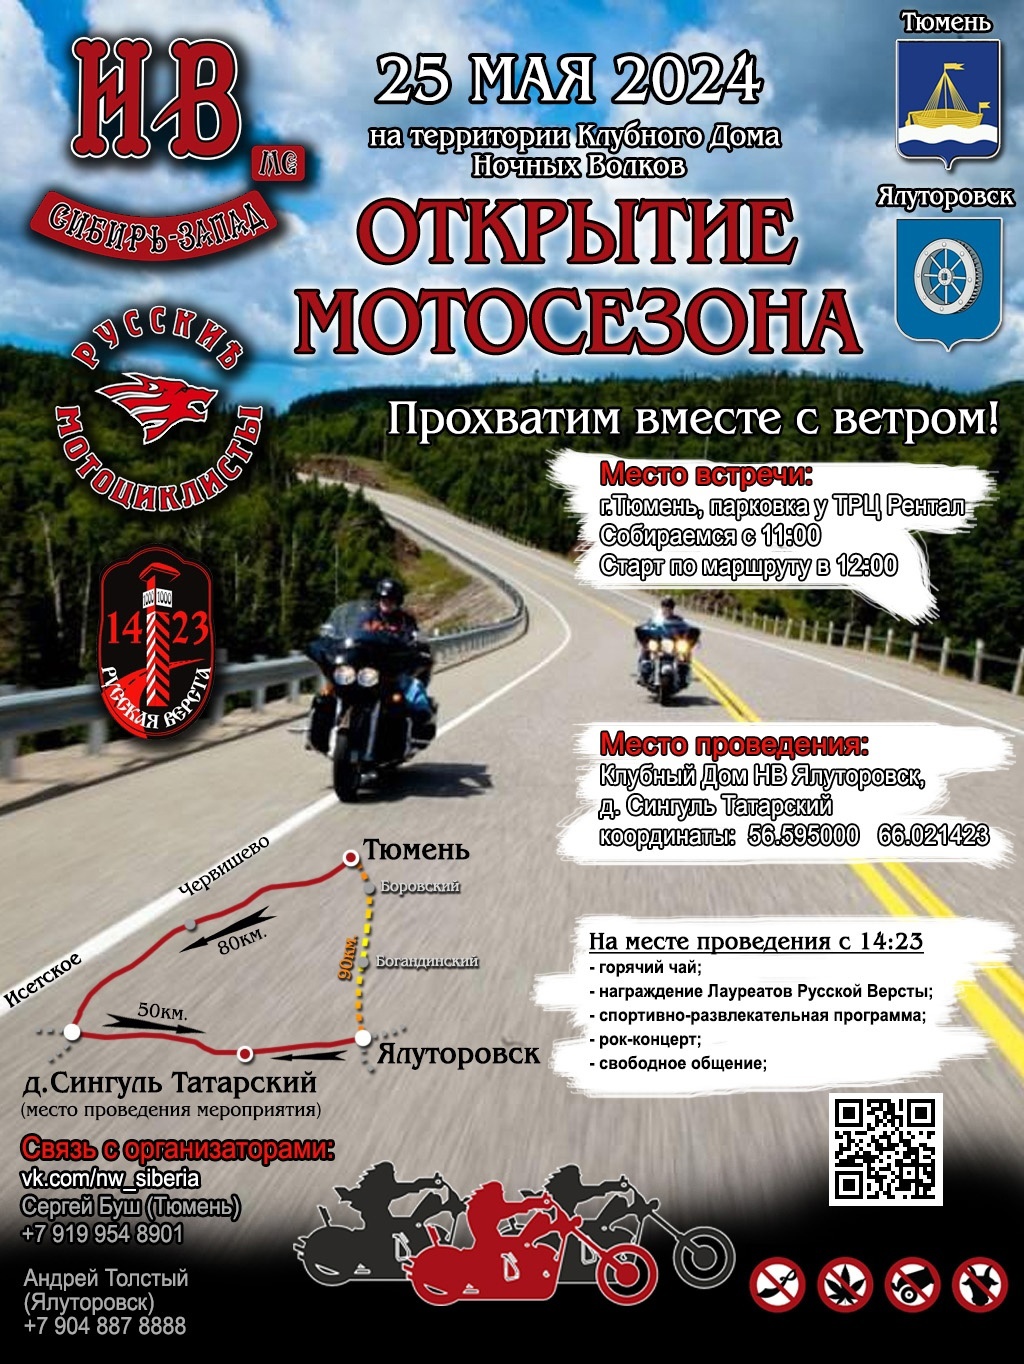 НВ
МС
СИБИРЬ-ЗАПАД
25 МАЯ 2024
на территории Клубного Дома
Ночных Волков
ОТКРЫТИЕ
МОТОСЕЗОНА
Тюмень
Ялуторовск
РУССКИѢ
МОТОЦИКЛИСТЫ
Прохватим вместе с ветром!
Место встречи:
г.Тюмень, парковка у ТРЦ Рентал
Собираемся с 11:00
Старт по маршруту в 12:00
1423
РУССКАЯ ВЕРСТА
Место проведения:
Клубный Дом НВ Ялуторовск,
д. Сингуль Татарский
координаты: 56.595000 66.021423
Тюмень
Червишево
Боровский
80км.
90км.
Богандинский
Исетское
50км.
Ялуторовск
д.Сингуль Татарский
(место проведения мероприятия)
На месте проведения с 14:23
- горячий чай;
- награждение Лауреатов Русской Версты;
- спортивно-развлекательная программа;
- рок-концерт;
- свободное общение;
Связь с организаторами:
vk.com/nw_siberia
Сергей Буш (Тюмень)
+7 919 954 8901
Андрей Толстый
(Ялуторовск)
+7 904 887 8888